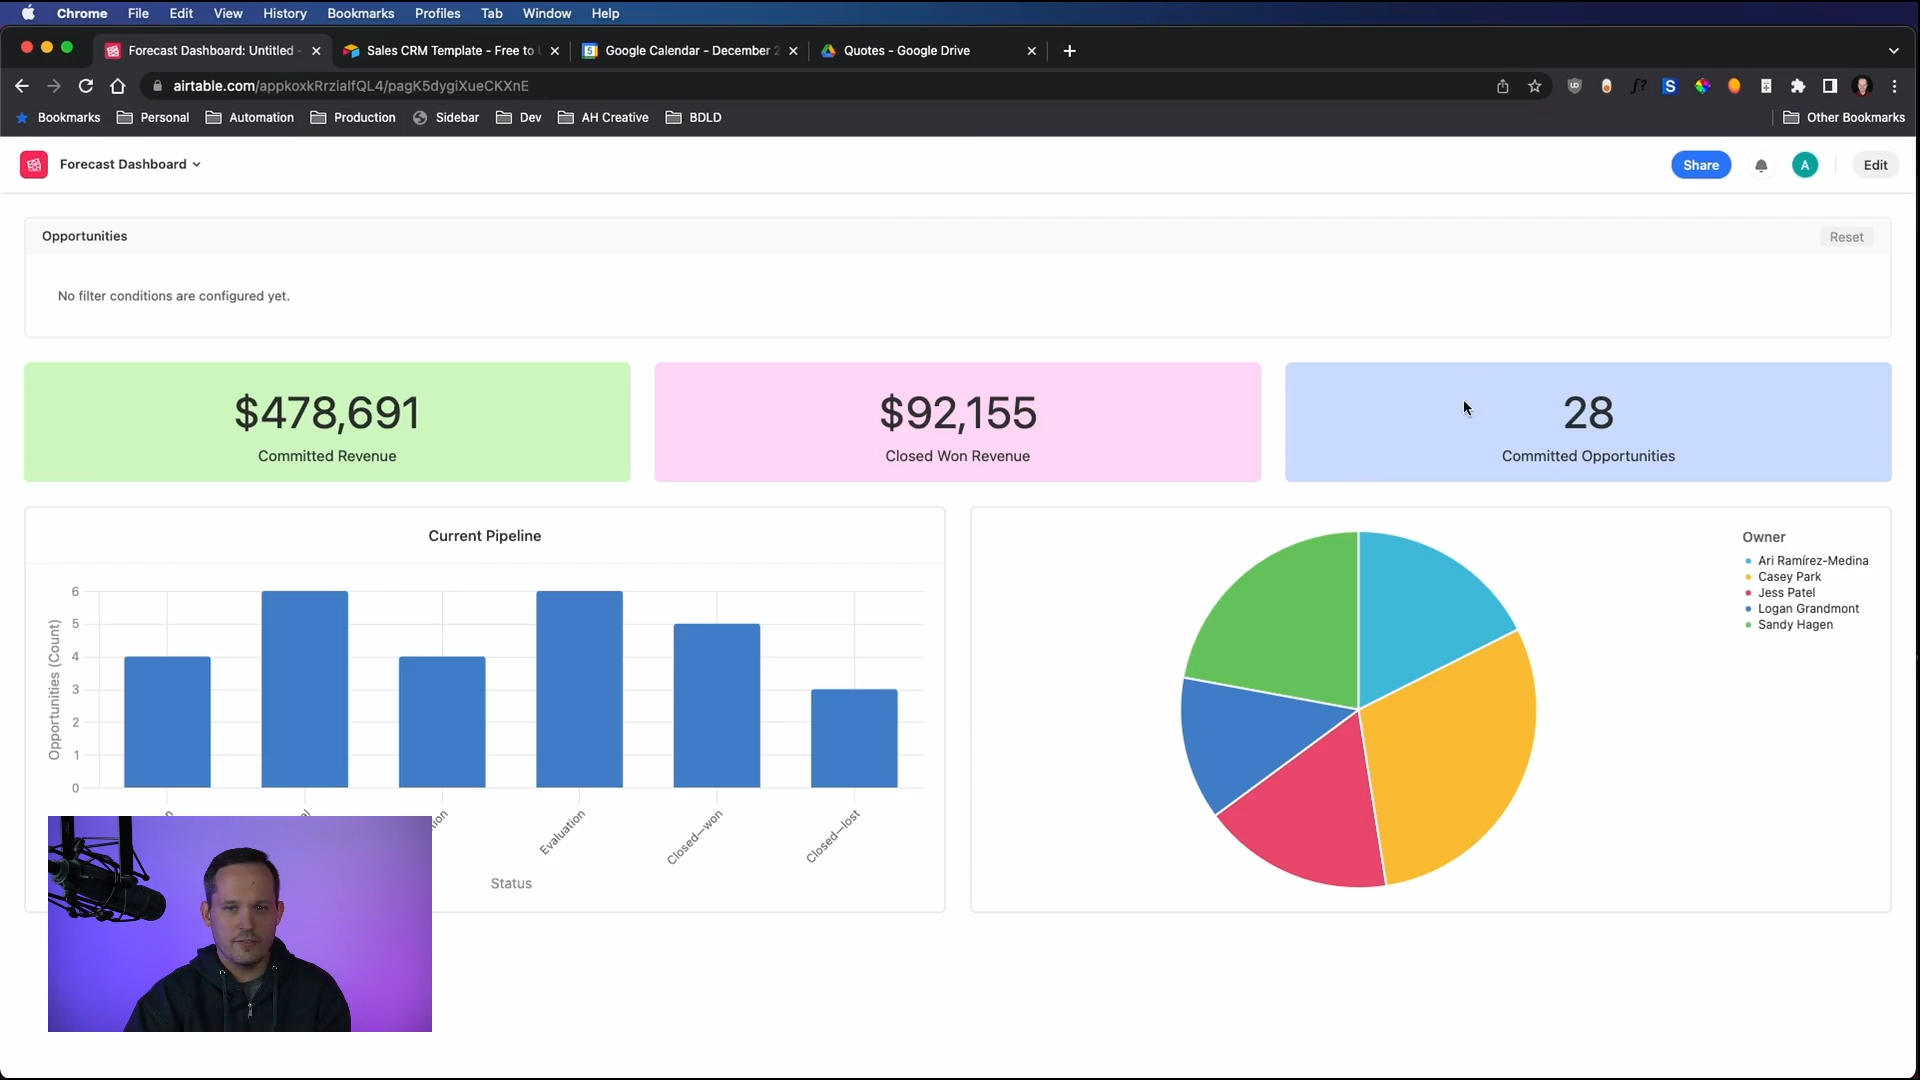 Chrome File Edit View History Bookmarks Profiles Tab Window Help
Forecast Dashboard: Untitled - Sales CRM Template - Free to Google Calendar - December 2 Quotes - Google Drive
airtable.com/appkoxkRrziaIfQL4/pagK5dygiXueCKXnE
Bookmarks Personal Automation Production Sidebar Dev AH Creative BDLD Other Bookmarks
Forecast Dashboard Share A Edit
Opportunities Reset
No filter conditions are configured yet.
$478,691
Committed Revenue
$92,155
Closed Won Revenue
28
Committed Opportunities
Current Pipeline
Opportunities (Count)
6
5
4
3
2
1
0
Evaluation
Closed—won
Closed—lost
Status
Owner
Ari Ramírez-Medina
Casey Park
Jess Patel
Logan Grandmont
Sandy Hagen